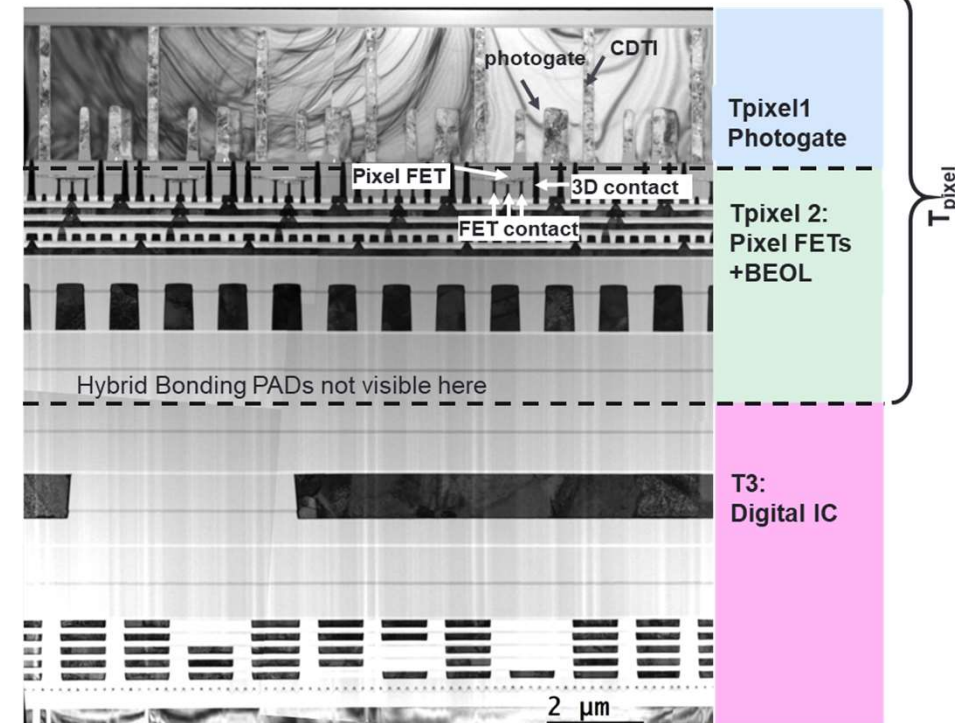 photogate
CDTI
Tpixel1
Photogate
Pixel FET
3D contact
FET contact
Tpixel 2:
Pixel FETs
+BEOL
Tpixel
Hybrid Bonding PADs not visible here
T3:
Digital IC
2 μm